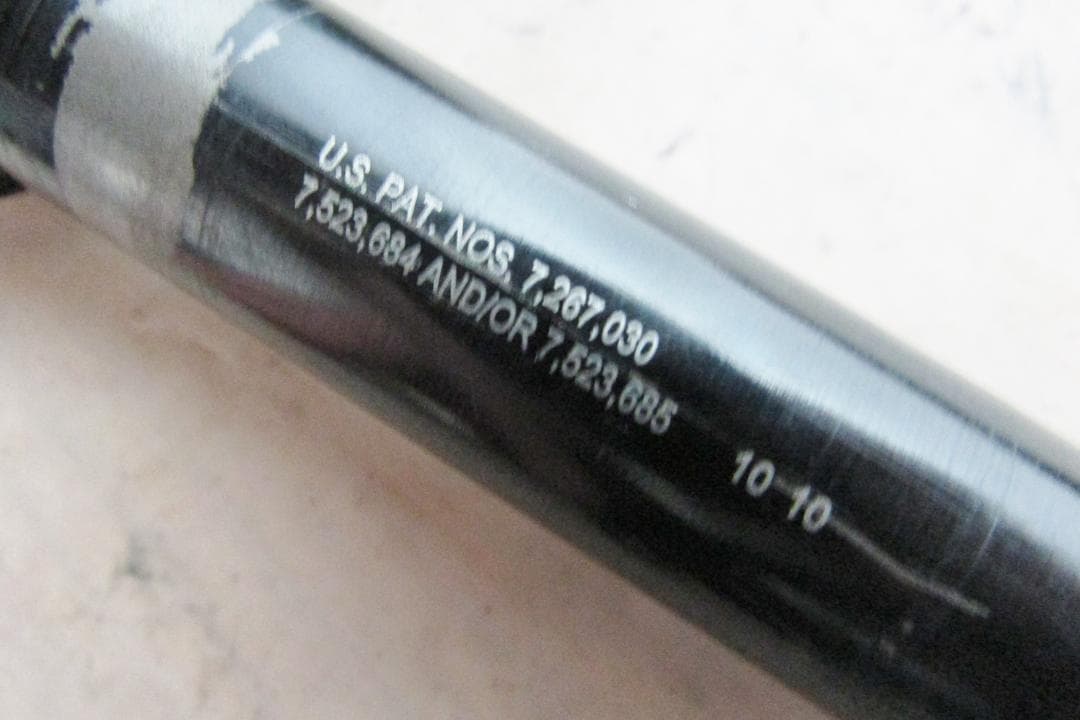 U.S. PAT. NOS. 7,267,030
7,523,684 AND/OR 7,523,685
10 10